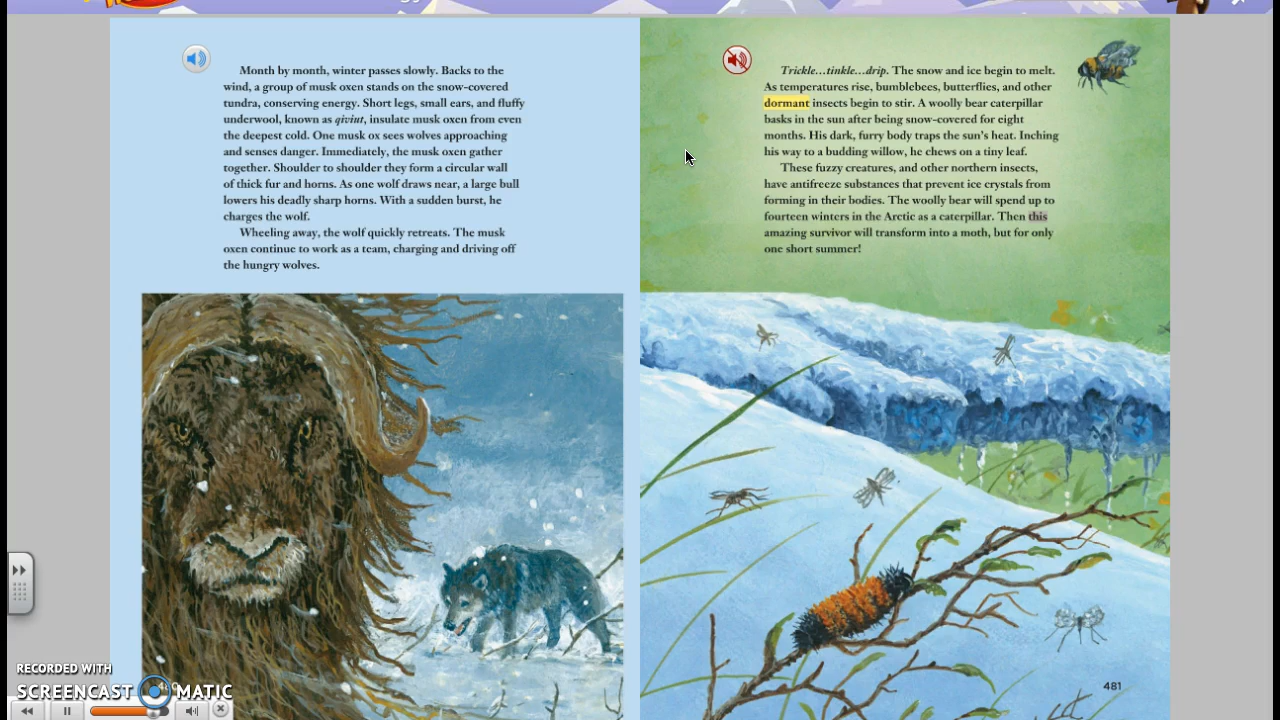 Month by month, winter passes slowly. Backs to the
wind, a group of musk oxen stands on the snow-covered
tundra, conserving energy. Short legs, small ears, and fluffy
underwool, known as qiviut, insulate musk oxen from even
the deepest cold. One musk ox sees wolves approaching
and senses danger. Immediately, the musk oxen gather
together. Shoulder to shoulder they form a circular wall
of thick fur and horns. As one wolf draws near, a large bull
lowers his deadly sharp horns. With a sudden burst, he
charges the wolf.
Wheeling away, the wolf quickly retreats. The musk
oxen continue to work as a team, charging and driving off
the hungry wolves.
Trickle…tinkle…drip. The snow and ice begin to melt.
As temperatures rise, bumblebees, butterflies, and other
dormant insects begin to stir. A woolly bear caterpillar
basks in the sun after being snow-covered for eight
months. His dark, furry body traps the sun's heat. Inching
his way to a budding willow, he chews on a tiny leaf.
These fuzzy creatures, and other northern insects,
have antifreeze substances that prevent ice crystals from
forming in their bodies. The woolly bear will spend up to
fourteen winters in the Arctic as a caterpillar. Then this
amazing survivor will transform into a moth, but for only
one short summer!
481
RECORDED WITH
SCREENCAST MATIC